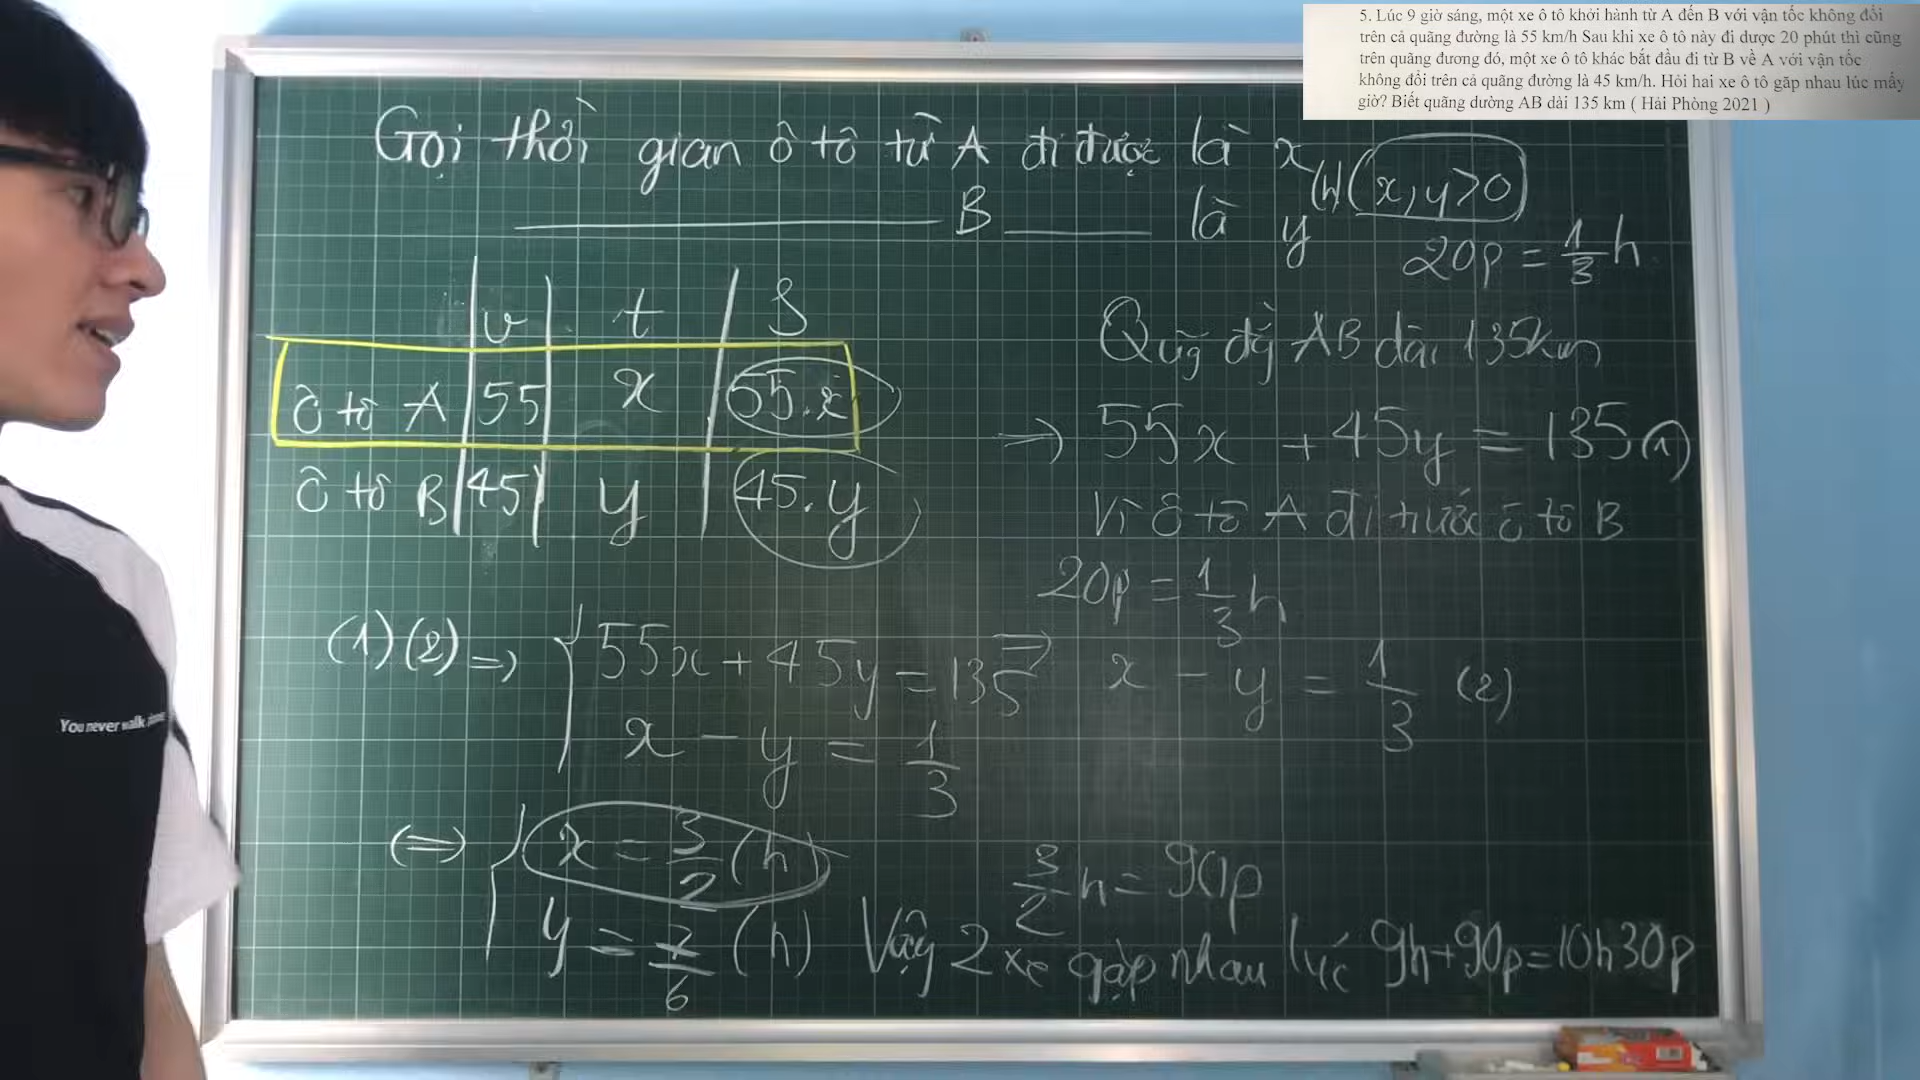 5. Lúc 9 giờ sáng, một xe ô tô khởi hành từ A đến B với vận tốc không đổi
trên cả quãng đường là 55 km/h Sau khi xe ô tô này đi được 20 phút thì cũng
trên quãng đương đó, một xe ô tô khác bắt đầu đi từ B về A với vận tốc
không đổi trên cả quãng đường là 45 km/h. Hỏi hai xe ô tô gặp nhau lúc mấy
giờ? Biết quãng đường AB dài 135 km ( Hải Phòng 2021 )
Gọi thời gian ô tô từ A đi được là x
B là y (h) (x, y > 0)
20p = 1/3 h
v t S
ô tô A 55 x 55.x
ô tô B 45 y 45.y
Quãg đg AB dài 135km
=> 55x + 45y = 135 (1)
Vì ô tô A đi trước ô tô B
20p = 1/3 h
=> x - y = 1/3 (2)
(1)(2) => { 55x + 45y = 135
x - y = 1/3
<=> { x = 3/2 (h)
y = 7/6 (h)
3/2 h = 90p
Vậy 2 xe gặp nhau lúc 9h+90p=10h30p
You never walk